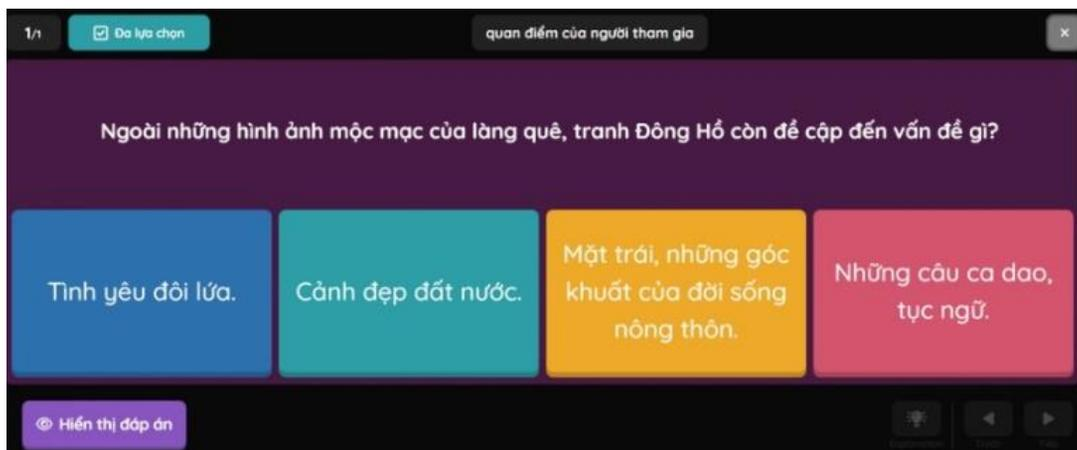 1/1
Đa lựa chọn
quan điểm của người tham gia
×
Ngoài những hình ảnh mộc mạc của làng quê, tranh Đông Hồ còn đề cập đến vấn đề gì?
Tình yêu đôi lứa.
Cảnh đẹp đất nước.
Mặt trái, những góc
khuất của đời sống
nông thôn.
Những câu ca dao,
tục ngữ.
Hiển thị đáp án